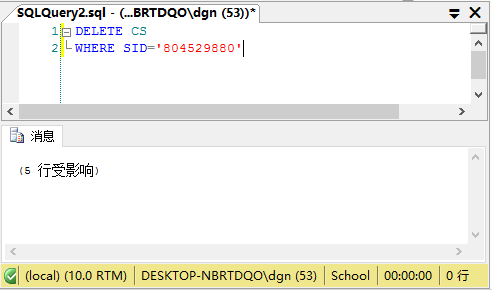 SQLQuery2.sql - (...BRTDQO\dgn (53))*
1 DELETE CS
2 WHERE SID='804529880'
消息
(5 行受影响)
(local) (10.0 RTM) DESKTOP-NBRTDQO\dgn (53) School 00:00:00 0 行